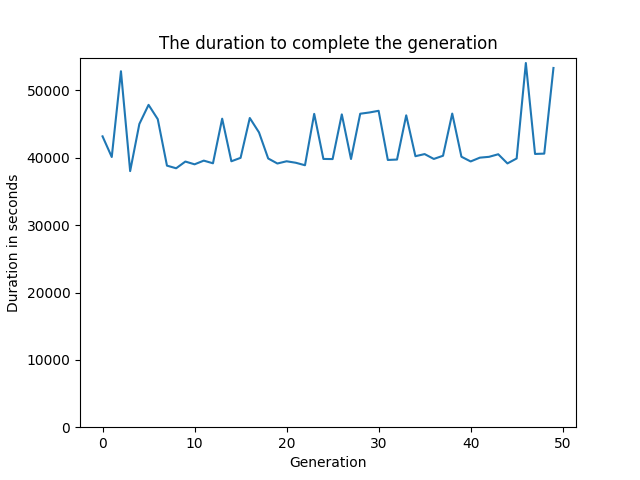 The duration to complete the generation
50000
40000
30000
20000
10000
0
Duration in seconds
0 10 20 30 40 50
Generation